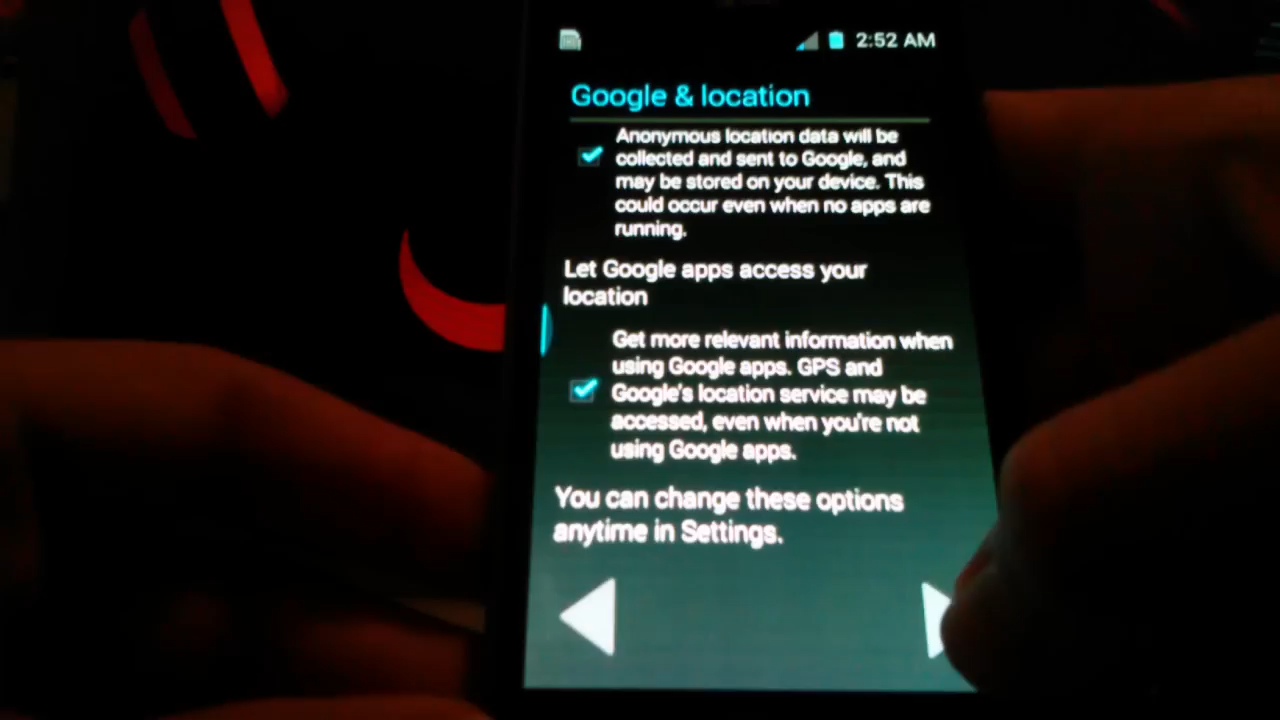 2:52 AM
Google & location
Anonymous location data will be
collected and sent to Google, and
may be stored on your device. This
could occur even when no apps are
running.
Let Google apps access your
location
Get more relevant information when
using Google apps. GPS and
Google's location service may be
accessed, even when you're not
using Google apps.
You can change these options
anytime in Settings.